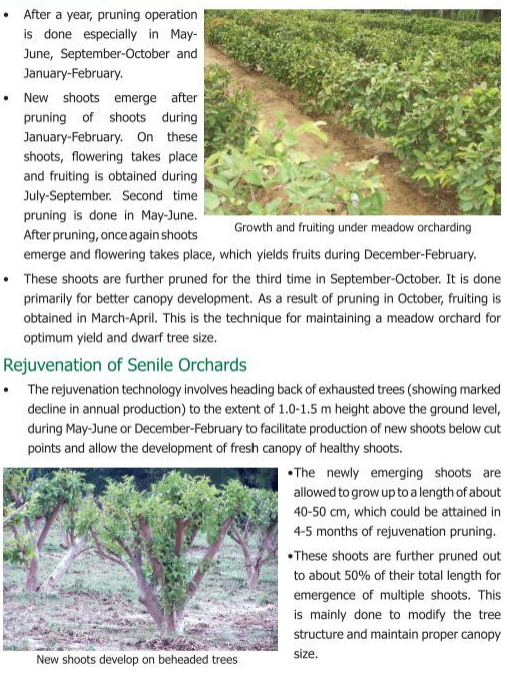 • After a year, pruning operation
is done especially in May-
June, September-October and
January-February.
• New shoots emerge after
pruning of shoots during
January-February. On these
shoots, flowering takes place
and fruiting is obtained during
July-September. Second time
pruning is done in May-June.
After pruning, once again shoots
Growth and fruiting under meadow orcharding
emerge and flowering takes place, which yields fruits during December-February.
• These shoots are further pruned for the third time in September-October. It is done
primarily for better canopy development. As a result of pruning in October, fruiting is
obtained in March-April. This is the technique for maintaining a meadow orchard for
optimum yield and dwarf tree size.
Rejuvenation of Senile Orchards
• The rejuvenation technology involves heading back of exhausted trees (showing marked
decline in annual production) to the extent of 1.0-1.5 m height above the ground level,
during May-June or December-February to facilitate production of new shoots below cut
points and allow the development of fresh canopy of healthy shoots.
•The newly emerging shoots are
allowed to grow up to a length of about
40-50 cm, which could be attained in
4-5 months of rejuvenation pruning.
•These shoots are further pruned out
to about 50% of their total length for
emergence of multiple shoots. This
is mainly done to modify the tree
structure and maintain proper canopy
size.
New shoots develop on beheaded trees